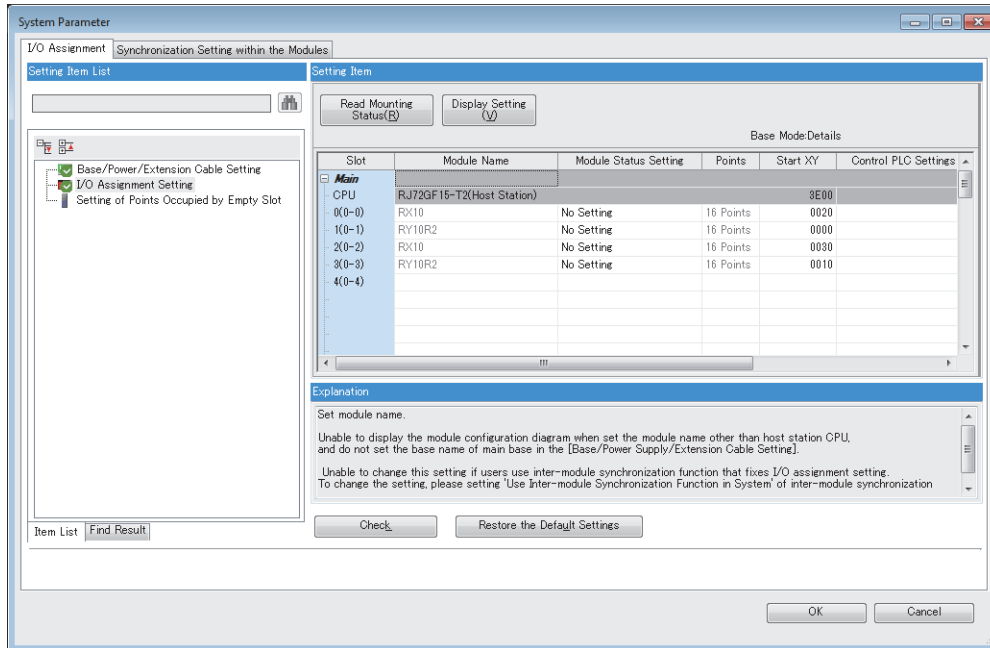 System Parameter
I/O Assignment Synchronization Setting within the Modules
Setting Item List
Base/Power/Extension Cable Setting
I/O Assignment Setting
Setting of Points Occupied by Empty Slot
Item List Find Result
Setting Item
Read Mounting Status(R) Display Setting (V)
Base Mode:Details
Slot Module Name Module Status Setting Points Start XY Control PLC Settings
Main
CPU RJ72GF15-T2(Host Station) 3E00
0(0-0) RX10 No Setting 16 Points 0020
1(0-1) RY10R2 No Setting 16 Points 0000
2(0-2) RX10 No Setting 16 Points 0030
3(0-3) RY10R2 No Setting 16 Points 0010
4(0-4)
Explanation
Set module name.
Unable to display the module configuration diagram when set the module name other than host station CPU,
and do not set the base name of main base in the [Base/Power Supply/Extension Cable Setting].
Unable to change this setting if users use inter-module synchronization function that fixes I/O assignment setting.
To change the setting, please setting 'Use Inter-module Synchronization Function in System' of inter-module synchronization
Check Restore the Default Settings
OK Cancel